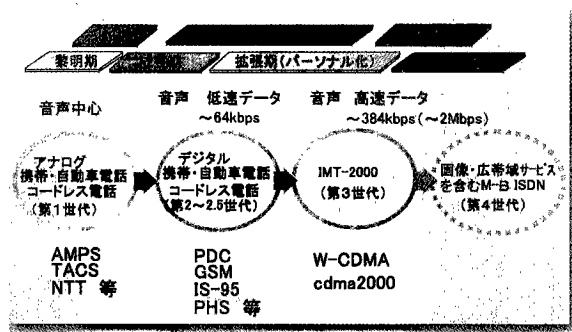 黎明期
拡張期(パーソナル化)
音声中心
音声 低速データ
～64kbps
音声 高速データ
～384kbps(～2Mbps)
アナログ
携帯・自動車電話
コードレス電話
(第1世代)
デジタル
携帯・自動車電話
コードレス電話
(第2～2.5世代)
IMT-2000
(第3世代)
画像・広帯域サービス
を含むM-B ISDN
(第4世代)
AMPS
TACS
NTT 等
PDC
GSM
IS-95
PHS 等
W-CDMA
cdma2000